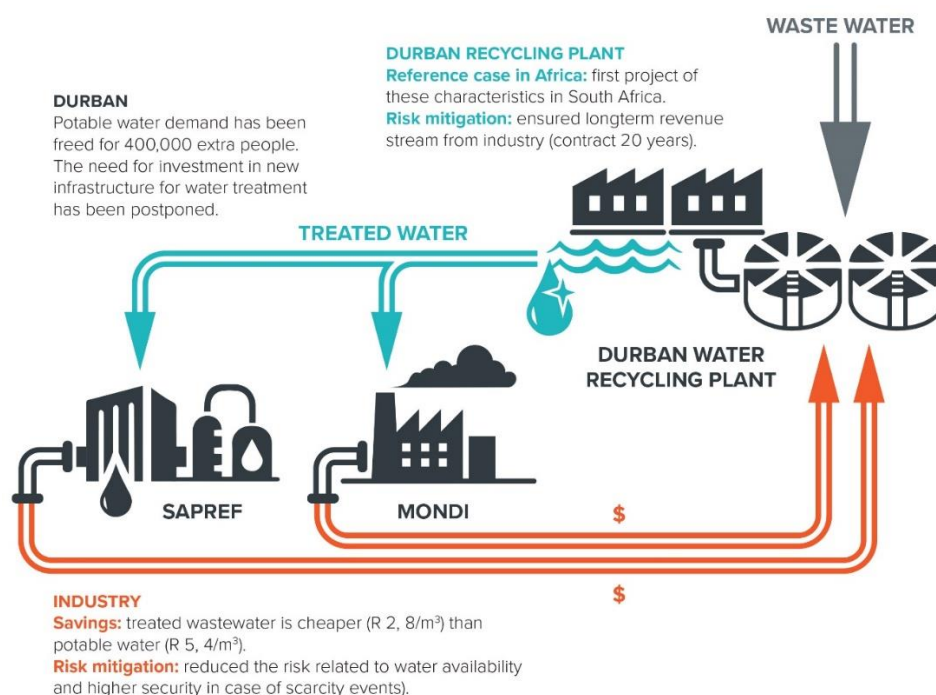 WASTE WATER
DURBAN RECYCLING PLANT
Reference case in Africa: first project of
these characteristics in South Africa.
Risk mitigation: ensured longterm revenue
stream from industry (contract 20 years).
DURBAN
Potable water demand has been
freed for 400,000 extra people.
The need for investment in new
infrastructure for water treatment
has been postponed.
TREATED WATER
DURBAN WATER
RECYCLING PLANT
SAPREF
MONDI
$
$
INDUSTRY
Savings: treated wastewater is cheaper (R 2, 8/m³) than
potable water (R 5, 4/m³).
Risk mitigation: reduced the risk related to water availability
and higher security in case of scarcity events).